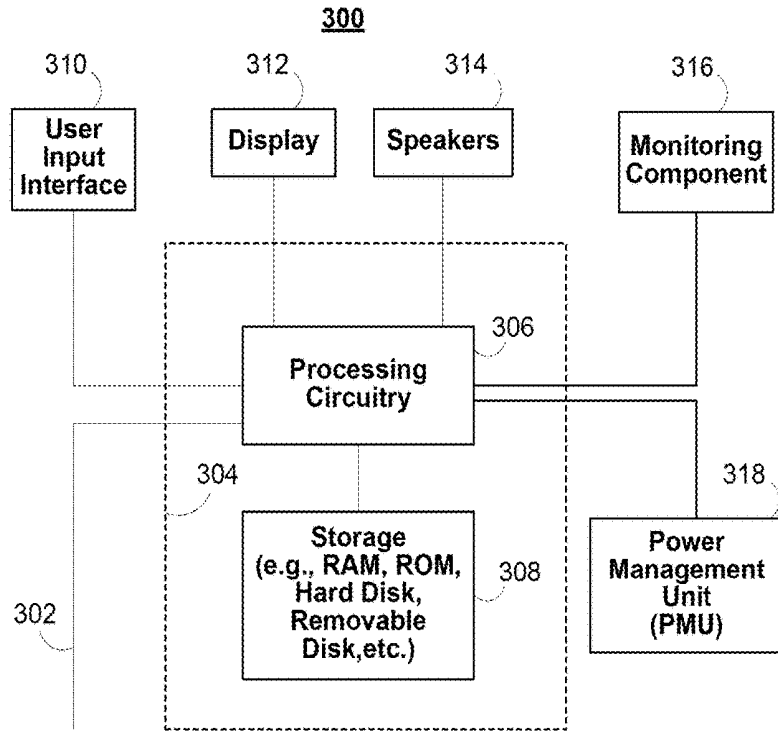 300
310
312
314
316
User
Input
Interface
Display
Speakers
Monitoring
Component
306
Processing
Circuitry
304
318
Storage
(e.g., RAM, ROM,
Hard Disk,
Removable
Disk,etc.)
308
Power
Management
Unit
(PMU)
302